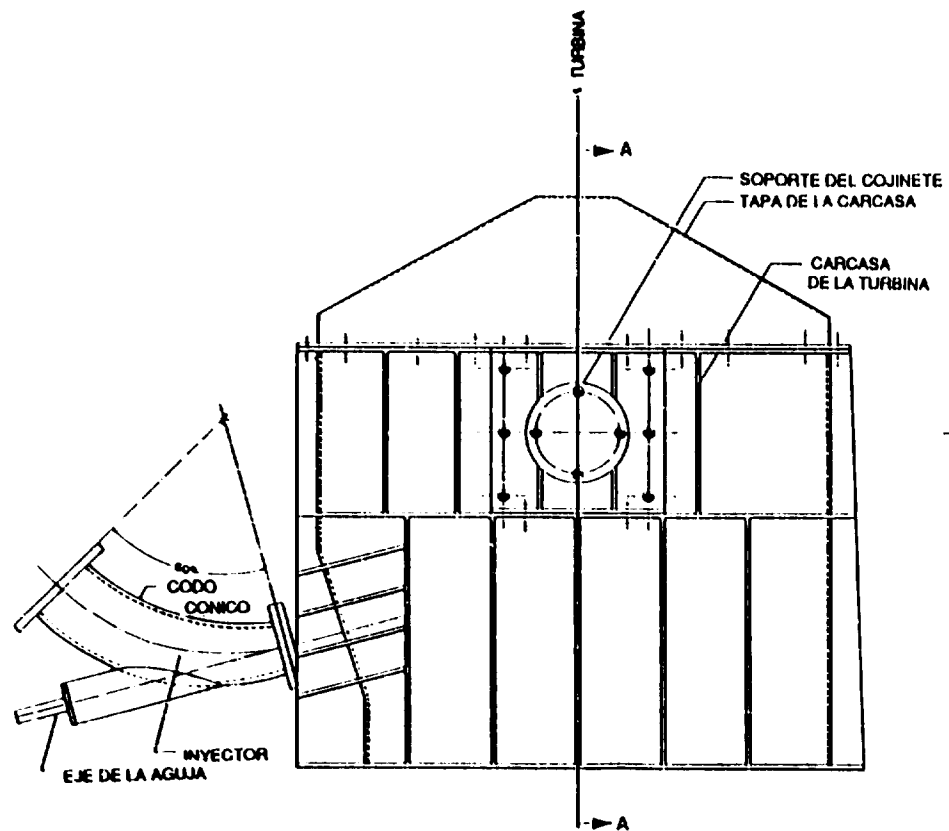 TURBINA
A
SOPORTE DEL COJINETE
TAPA DE LA CARCASA
CARCASA
DE LA TURBINA
CODO
CONICO
INYECTOR
EJE DE LA AGUJA
A